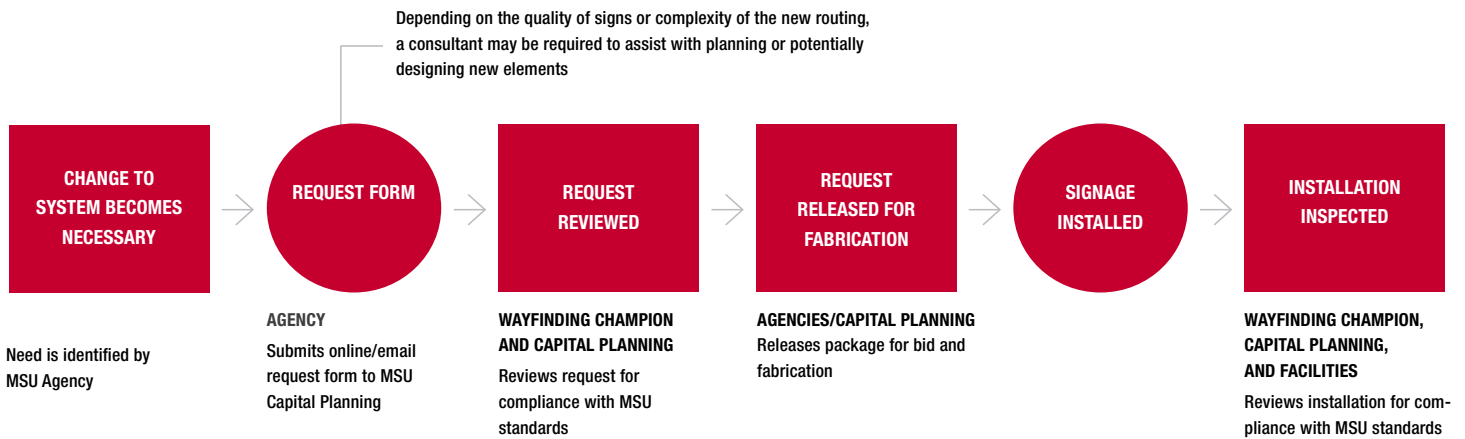 Depending on the quality of signs or complexity of the new routing,
a consultant may be required to assist with planning or potentially
designing new elements
CHANGE TO
SYSTEM BECOMES
NECESSARY
Need is identified by
MSU Agency
REQUEST FORM
AGENCY
Submits online/email
request form to MSU
Capital Planning
REQUEST
REVIEWED
WAYFINDING CHAMPION
AND CAPITAL PLANNING
Reviews request for
compliance with MSU
standards
REQUEST
RELEASED FOR
FABRICATION
AGENCIES/CAPITAL PLANNING
Releases package for bid and
fabrication
SIGNAGE
INSTALLED
INSTALLATION
INSPECTED
WAYFINDING CHAMPION,
CAPITAL PLANNING,
AND FACILITIES
Reviews installation for com-
pliance with MSU standards